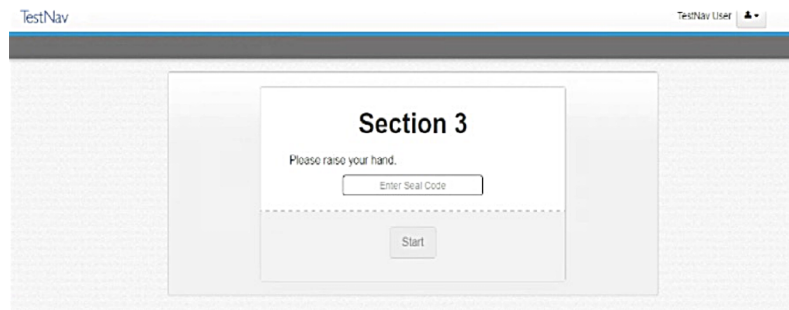 TestNav
TestNav User
Section 3
Please raise your hand.
Enter Seal Code
Start